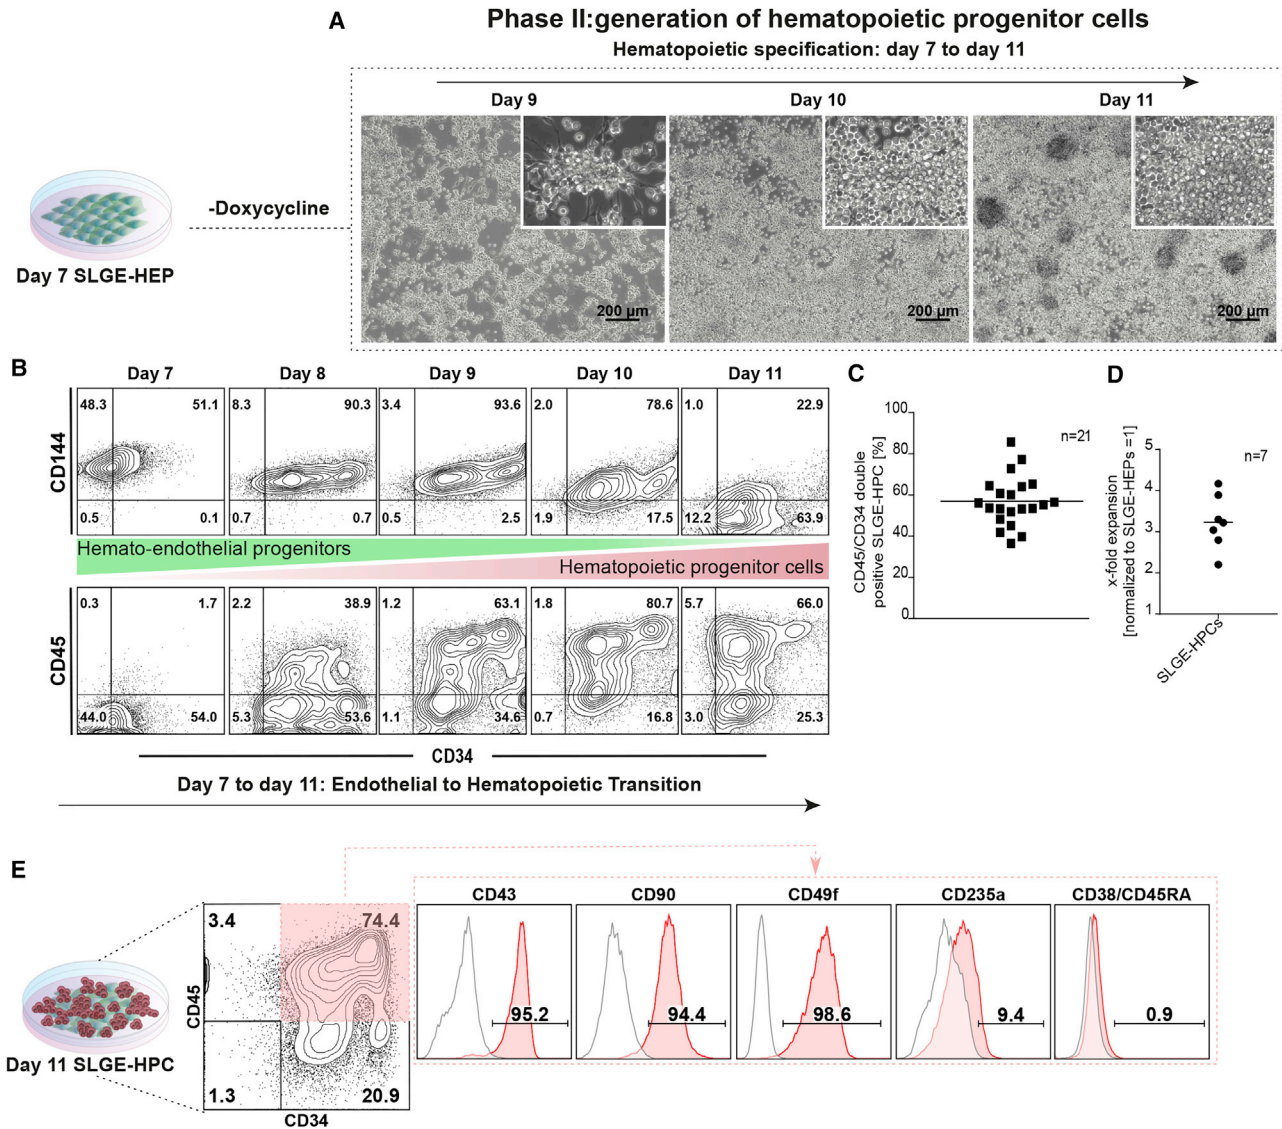 A
Phase II:generation of hematopoietic progenitor cells
Hematopoietic specification: day 7 to day 11
Day 9
Day 10
Day 11
-Doxycycline
Day 7 SLGE-HEP
200 µm
200 µm
200 µm
B
Day 7
Day 8
Day 9
Day 10
Day 11
CD144
48.3
51.1
0.5
0.1
8.3
90.3
0.7
0.7
3.4
93.6
0.5
2.5
2.0
78.6
1.9
17.5
1.0
22.9
12.2
63.9
Hemato-endothelial progenitors
Hematopoietic progenitor cells
CD45
0.3
1.7
44.0
54.0
2.2
38.9
5.3
53.6
1.2
63.1
1.1
34.6
1.8
80.7
0.7
16.8
5.7
66.0
3.0
25.3
CD34
Day 7 to day 11: Endothelial to Hematopoietic Transition
C
CD45/CD34 double
positive SLGE-HPC [%]
100
80
60
40
20
0
n=21
D
x-fold expansion
[normalized to SLGE-HEPs =1]
5
4
3
2
1
n=7
SLGE-HPCs
E
Day 11 SLGE-HPC
CD45
3.4
74.4
1.3
20.9
CD34
CD43
95.2
CD90
94.4
CD49f
98.6
CD235a
9.4
CD38/CD45RA
0.9